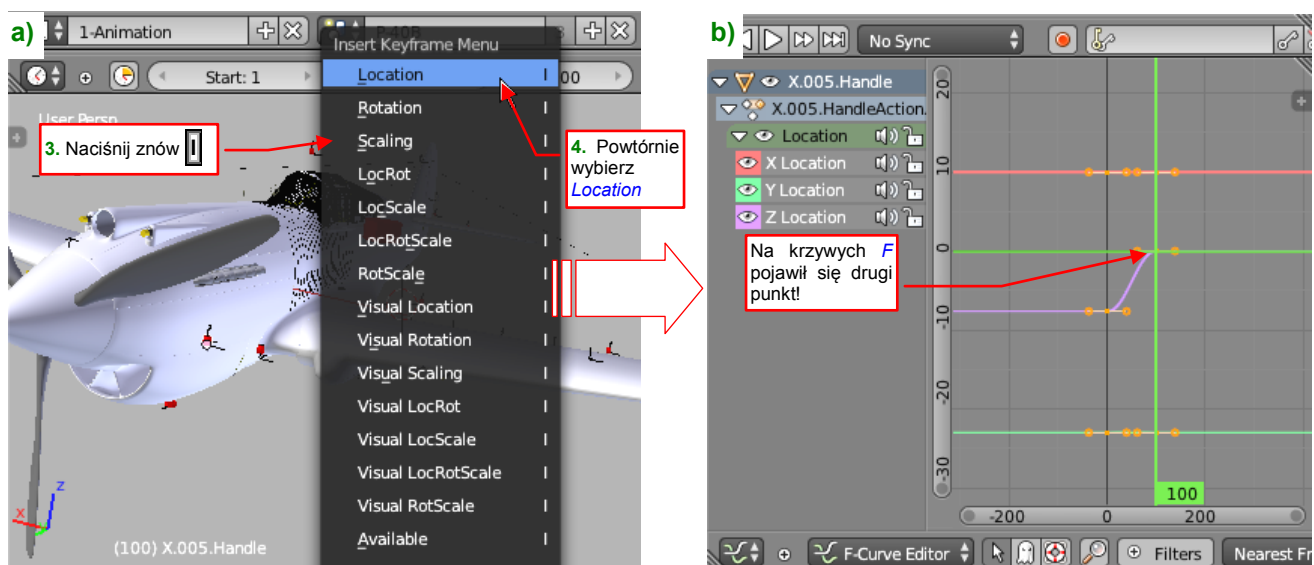 a)
1-Animation
P-40B
3
Start: 1
00
User Persp
Insert Keyframe Menu
Location I
Rotation I
Scaling I
LocRot I
LocScale I
LocRotScale I
RotScale I
Visual Location I
Visual Rotation I
Visual Scaling I
Visual LocRot I
Visual LocScale I
Visual LocRotScale I
Visual RotScale I
Available I
3. Naciśnij znów I
4. Powtórnie
wybierz
Location
z
x
(100) X.005.Handle
b)
No Sync
X.005.Handle
X.005.HandleAction.
Location
X Location
Y Location
Z Location
Na krzywych F
pojawił się drugi
punkt!
20
10
0
-10
-20
-30
100
-200 0 200
F-Curve Editor
Filters
Nearest Fr